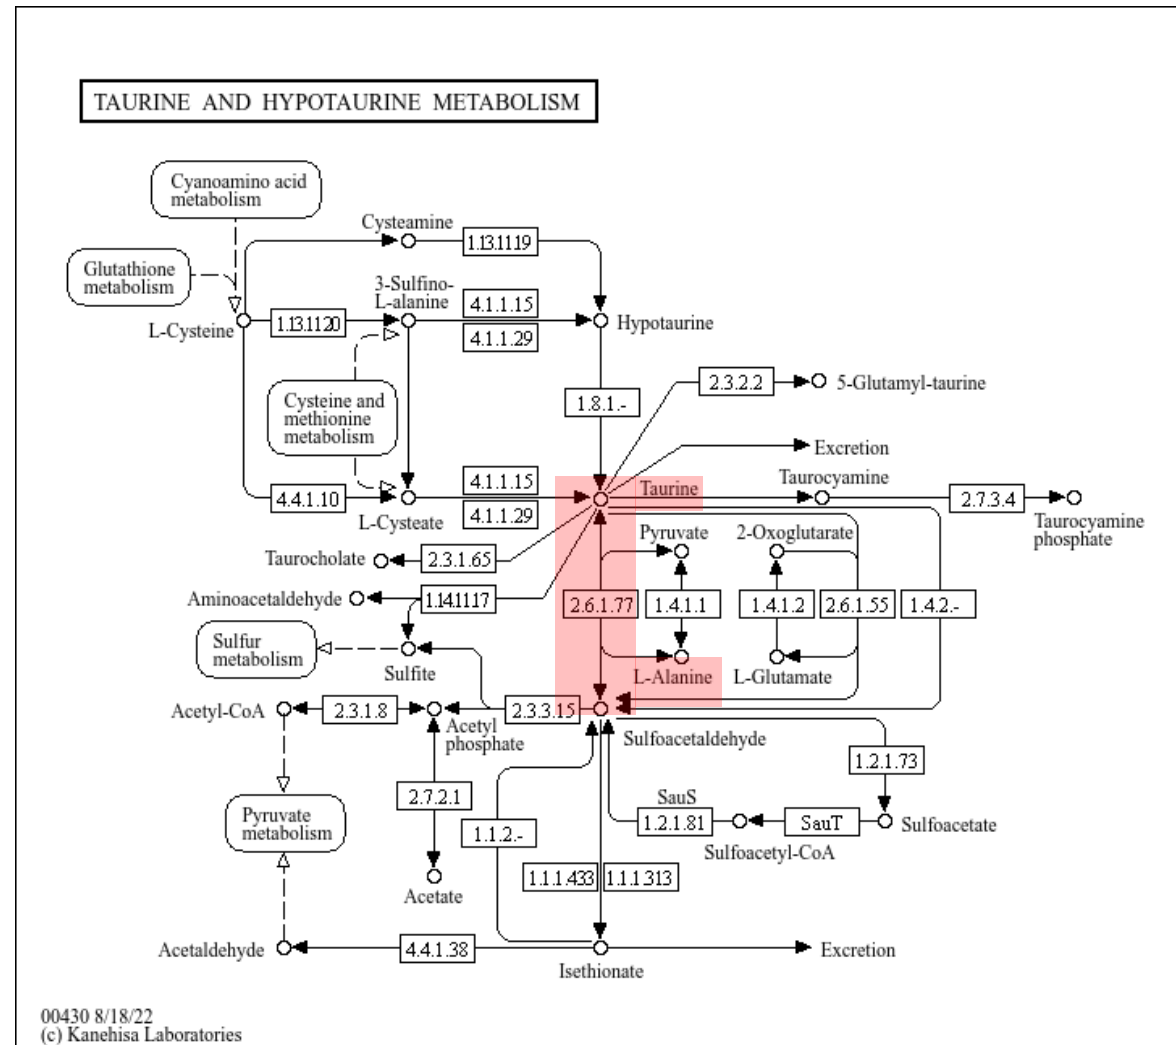 TAURINE AND HYPOTAURINE METABOLISM
Cyanoamino acid
metabolism
Cysteamine
1.13.1119
Glutathione
metabolism
3-Sulfino-
L-alanine
4.1.1.15
L-Cysteine
1.13.1120
Hypotaurine
4.1.1.29
2.3.2.2
5-Glutamyl-taurine
Cysteine and
methionine
metabolism
1.8.1.-
Excretion
4.1.1.15
Taurine
Taurocyamine
4.4.1.10
2.7.3.4
L-Cysteate
4.1.1.29
Taurocyamine
phosphate
Pyruvate
2-Oxoglutarate
Taurocholate
2.3.1.65
Aminoacetaldehyde
1.14.1117
2.6.1.77
1.4.1.1
1.4.1.2
2.6.1.55
1.4.2.-
Sulfur
metabolism
Sulfite
L-Alanine
L-Glutamate
Acetyl-CoA
2.3.1.8
Acetyl
phosphate
2.3.3.15
Sulfoacetaldehyde
1.2.1.73
2.7.2.1
SauS
Pyruvate
metabolism
1.1.2.-
1.2.1.81
SauT
Sulfoacetate
Sulfoacetyl-CoA
Acetate
1.1.1.433
1.1.1.313
Acetaldehyde
4.4.1.38
Excretion
Isethionate
00430 8/18/22
(c) Kanehisa Laboratories